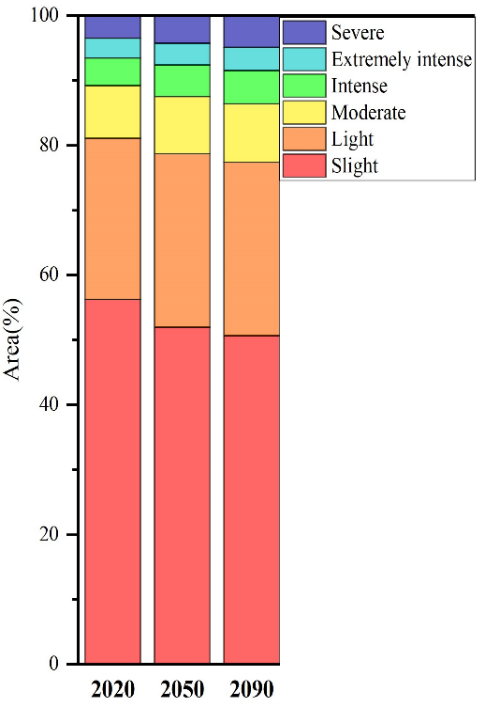 100
80
60
40
20
0
Area(%)
Severe
Extremely intense
Intense
Moderate
Light
Slight
2020 2050 2090